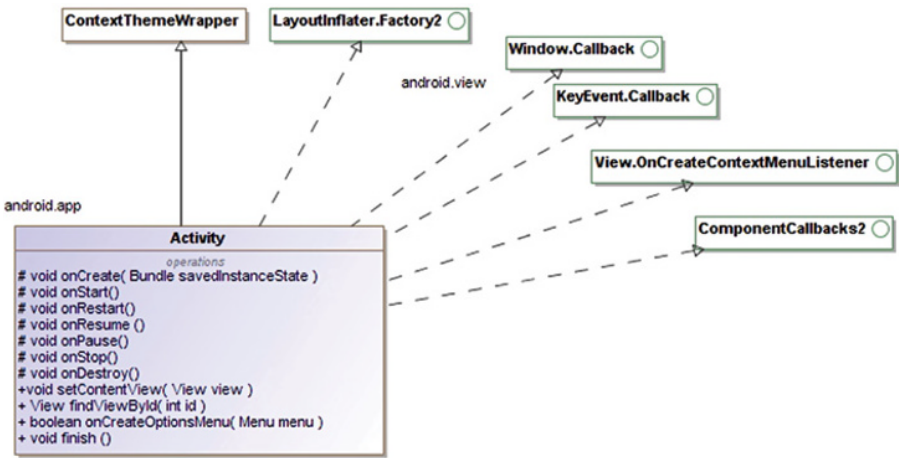 ContextThemeWrapper
LayoutInflater.Factory2
Window.Callback
android.view
KeyEvent.Callback
View.OnCreateContextMenuListener
android.app
ComponentCallbacks2
Activity
operations
# void onCreate( Bundle savedInstanceState )
# void onStart()
# void onRestart()
# void onResume ()
# void onPause()
# void onStop()
# void onDestroy()
+void setContentView( View view )
+ View findViewById( int id )
+ boolean onCreateOptionsMenu( Menu menu )
+ void finish ()